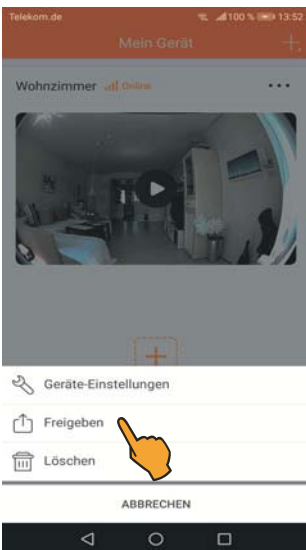 Telekom.de 100 % 13:52
Mein Gerät
Wohnzimmer Online
Geräte-Einstellungen
Freigeben
Löschen
ABBRECHEN